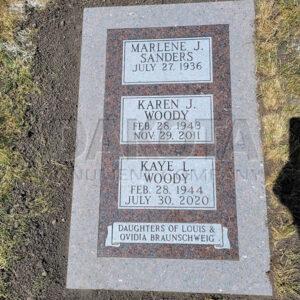 MARLENE J.
SANDERS
JULY 27, 1936
KAREN J.
WOODY
FEB. 28, 1943
NOV. 29, 2011
KAYE L.
WOODY
FEB. 28, 1944
JULY 30, 2020
DAUGHTERS OF LOUIS &
OVIDIA BRAUNSCHWEIG